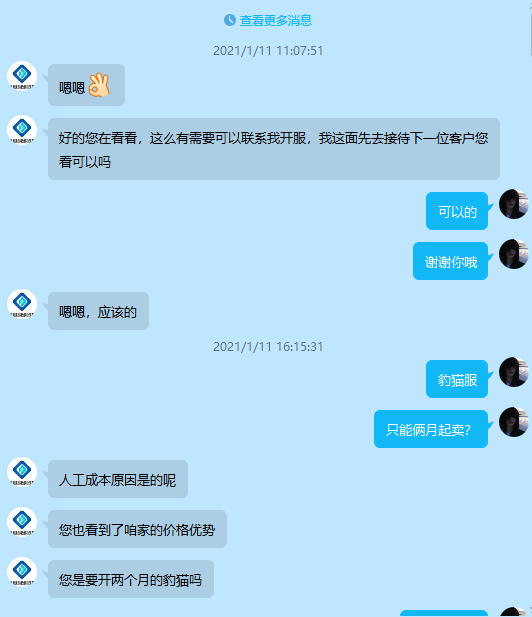 查看更多消息
2021/1/11 11:07:51
嗯嗯
好的您在看看，这么有需要可以联系我开服，我这面先去接待下一位客户您
看可以吗
可以的
谢谢你哦
嗯嗯，应该的
2021/1/11 16:15:31
豹猫服
只能俩月起卖？
人工成本原因是的呢
您也看到了咱家的价格优势
您是要开两个月的豹猫吗